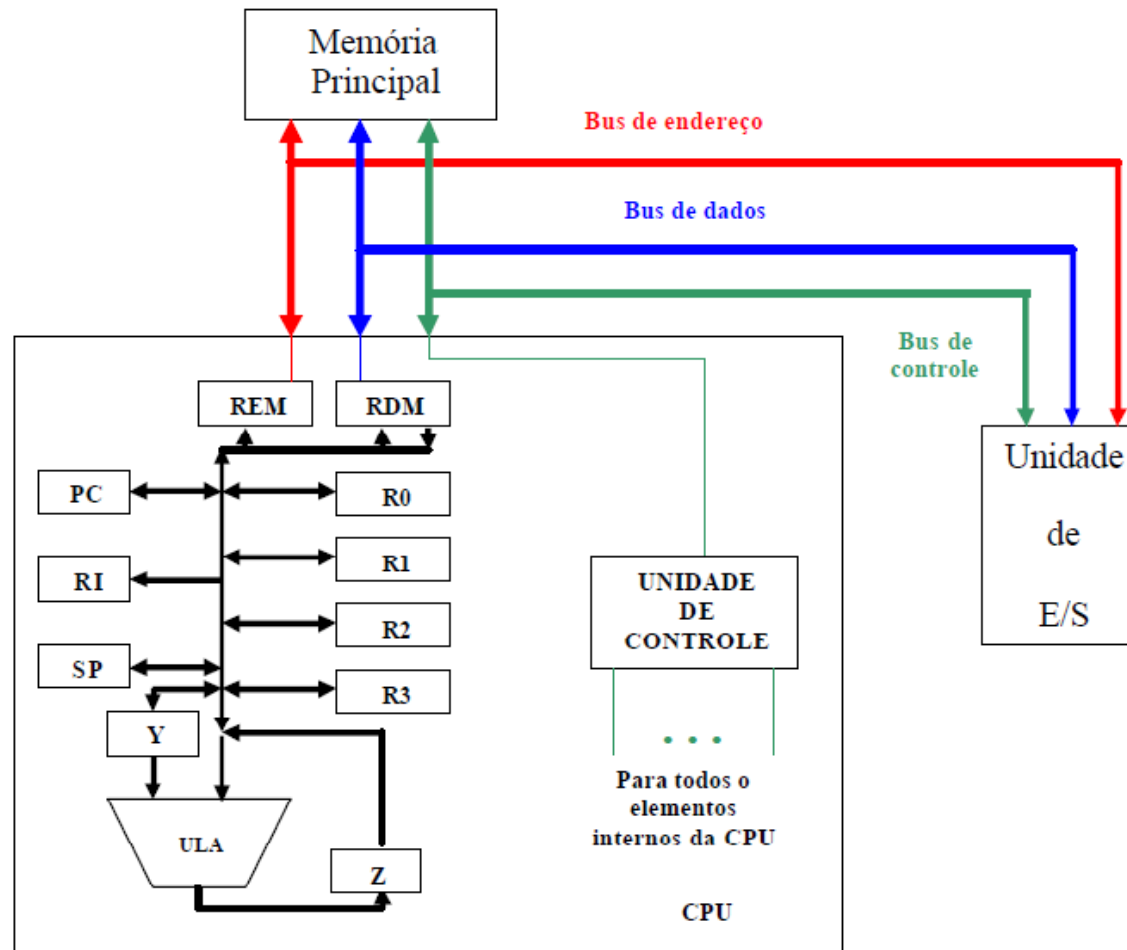 Memória
Principal
Bus de endereço
Bus de dados
Bus de
controle
REM
RDM
PC
R0
RI
R1
SP
R2
R3
Y
ULA
Z
UNIDADE
DE
CONTROLE
Para todos o
elementos
internos da CPU
CPU
Unidade
de
E/S